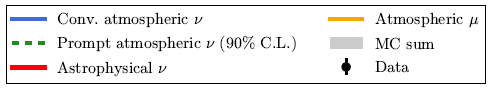 Conv. atmospheric ν
Prompt atmospheric ν (90% C.L.)
Astrophysical ν
Atmospheric μ
MC sum
Data